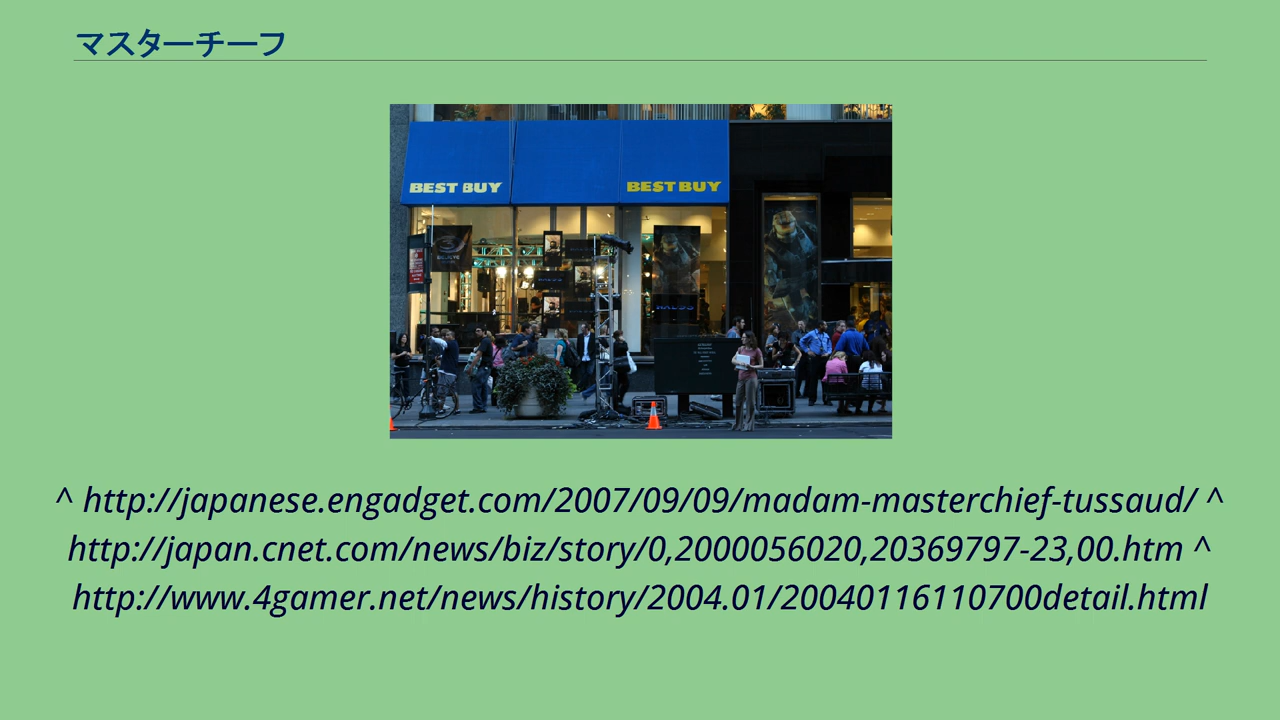 マスターチーフ
BEST BUY BEST BUY
^ http://japanese.engadget.com/2007/09/09/madam-masterchief-tussaud/ ^
http://japan.cnet.com/news/biz/story/0,2000056020,20369797-23,00.htm ^
http://www.4gamer.net/news/history/2004.01/20040116110700detail.html